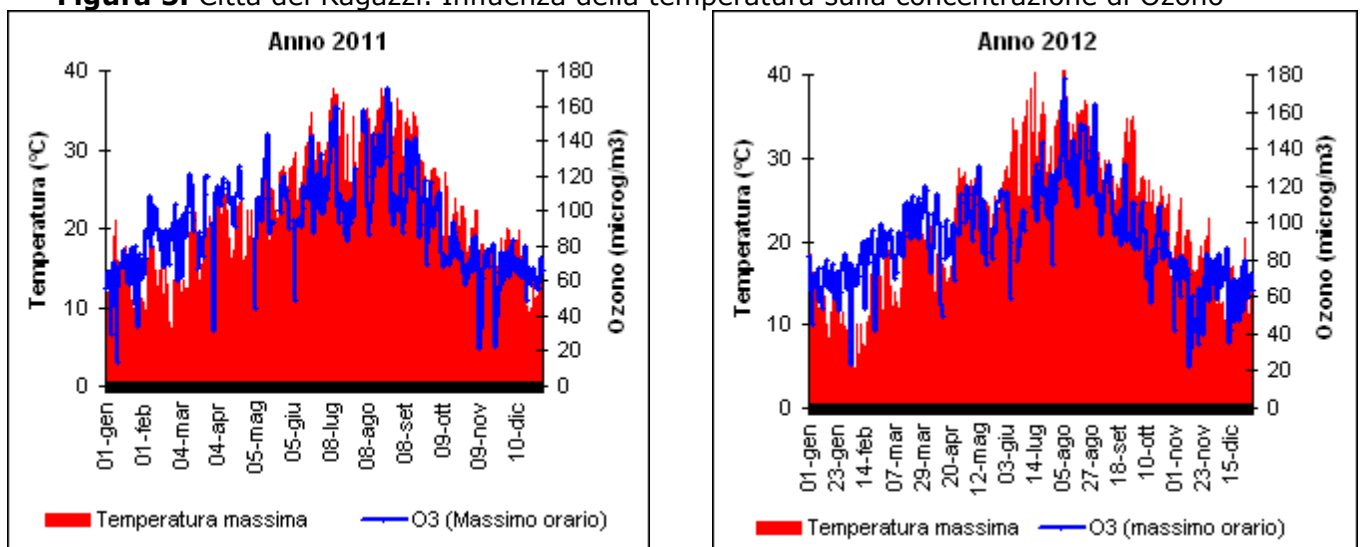 Figura 5. Città dei Ragazzi: Influenza della temperatura sulla concentrazione di Ozono
Anno 2011
Temperatura (°C)
40
30
20
10
0
180
160
140
120
100
80
60
40
20
0
Ozono (microg/m3)
01-gen
01-feb
04-mar
04-apr
05-mag
05-giu
08-lug
08-ago
08-set
09-ott
09-nov
10-dic
Temperatura massima
O3 (Massimo orario)
Anno 2012
Temperatura (°C)
40
30
20
10
0
180
160
140
120
100
80
60
40
20
0
Ozono (microg/m3)
01-gen
23-gen
14-feb
07-mar
29-mar
20-apr
12-mag
03-giu
14-lug
05-ago
27-ago
18-set
10-ott
01-nov
23-nov
15-dic
Temperatura massima
O3 (massimo orario)